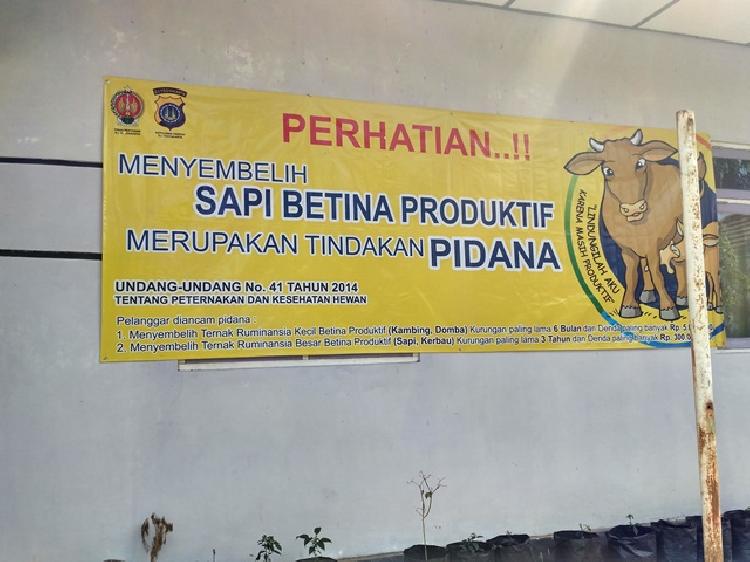 PERHATIAN..!!
MENYEMBELIH
SAPI BETINA PRODUKTIF
MERUPAKAN TINDAKAN PIDANA
"LINDUNGILAH AKU
KARENA MASIH PRODUKTIF"
UNDANG-UNDANG No. 41 TAHUN 2014
TENTANG PETERNAKAN DAN KESEHATAN HEWAN
Pelanggar diancam pidana :
1. Menyembelih Ternak Ruminansia Kecil Betina Produktif (Kambing, Domba) Kurungan paling lama 6 Bulan dan Denda paling banyak Rp.
2. Menyembelih Ternak Ruminansia Besar Betina Produktif (Sapi, Kerbau) Kurungan paling lama 3 Tahun dan Denda paling banyak Rp.